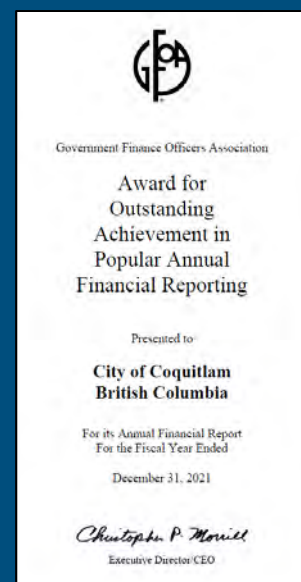 GFOA
Government Finance Officers Association
Award for
Outstanding
Achievement in
Popular Annual
Financial Reporting
Presented to
City of Coquitlam
British Columbia
For its Annual Financial Report
For the Fiscal Year Ended
December 31, 2021
Christopher P. Morrill
Executive Director/CEO